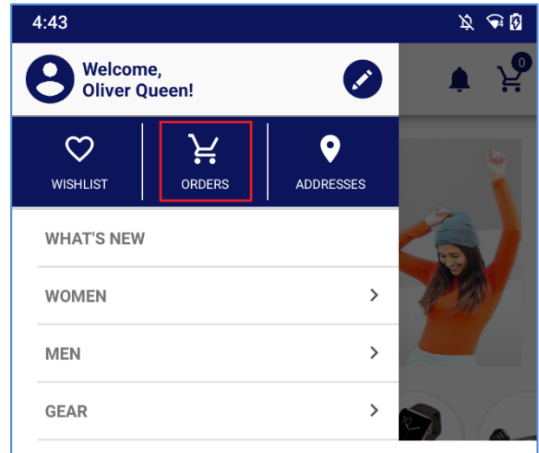 4:43
Welcome,
Oliver Queen!
0
WISHLIST
ORDERS
ADDRESSES
WHAT'S NEW
WOMEN
MEN
GEAR